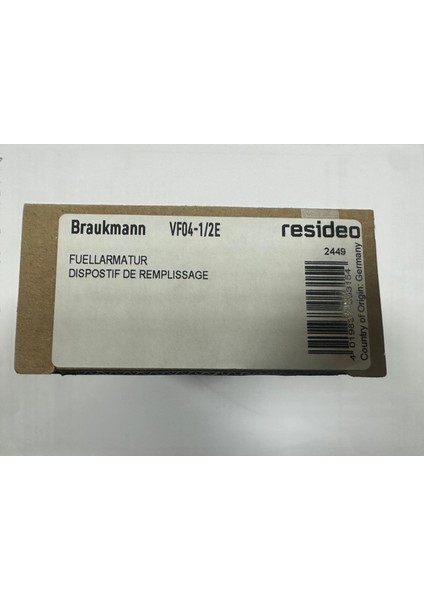 Braukmann VF04-1/2E resideo
2449
FUELLARMATUR
DISPOSTIF DE REMPLISSAGE
Country of Origin: Germany